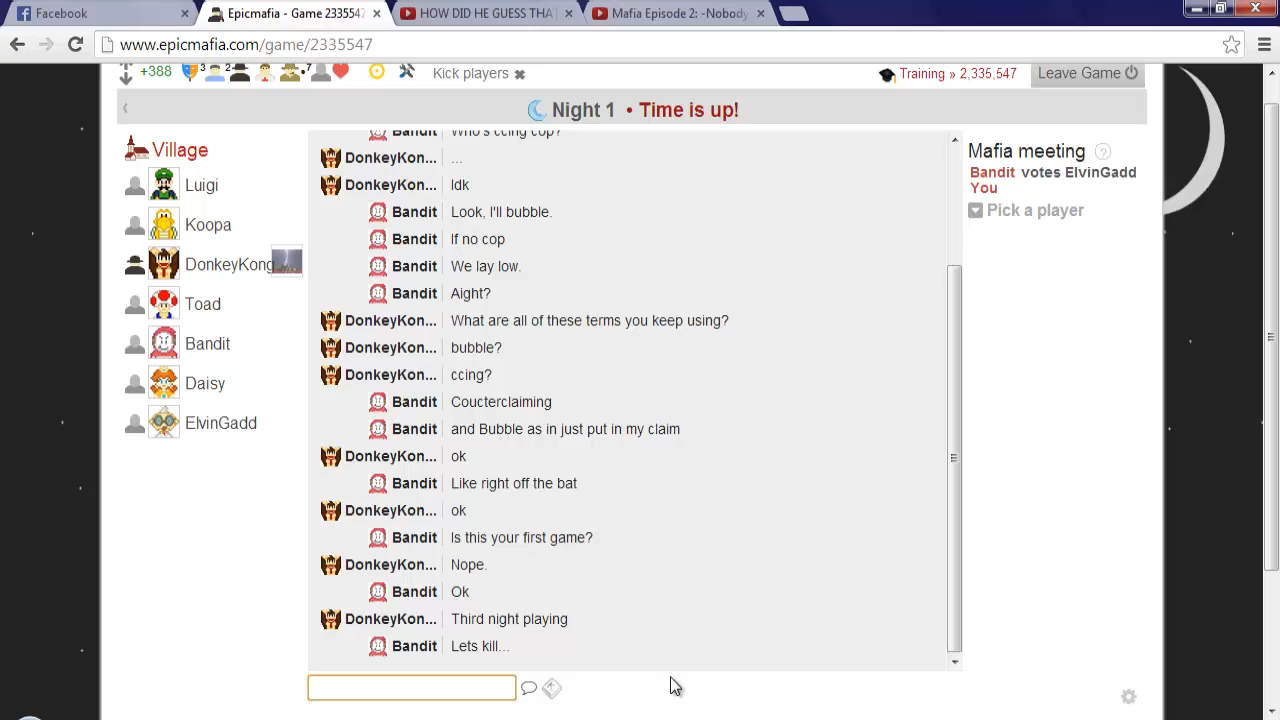 Facebook
Epicmafia - Game 2335547
HOW DID HE GUESS THA
Mafia Episode 2: -Nobody
www.epicmafia.com/game/2335547
+388
3
2
7
Kick players
Training » 2,335,547
Leave Game
Night 1 • Time is up!
Village
Luigi
Koopa
DonkeyKong
Toad
Bandit
Daisy
ElvinGadd
Bandit Who's ccing cop?
DonkeyKon... ...
DonkeyKon... Idk
Bandit Look, I'll bubble.
Bandit If no cop
Bandit We lay low.
Bandit Aight?
DonkeyKon... What are all of these terms you keep using?
DonkeyKon... bubble?
DonkeyKon... ccing?
Bandit Coucterclaiming
Bandit and Bubble as in just put in my claim
DonkeyKon... ok
Bandit Like right off the bat
DonkeyKon... ok
Bandit Is this your first game?
DonkeyKon... Nope.
Bandit Ok
DonkeyKon... Third night playing
Bandit Lets kill...
Mafia meeting ?
Bandit votes ElvinGadd
You
Pick a player